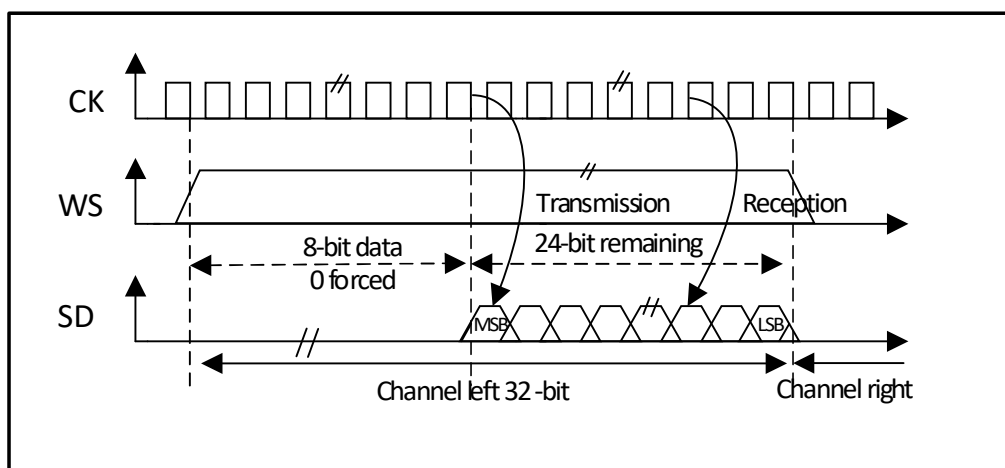 CK
WS
Transmission
Reception
8-bit data
0 forced
24-bit remaining
SD
MSB
LSB
Channel left 32 -bit
Channel right